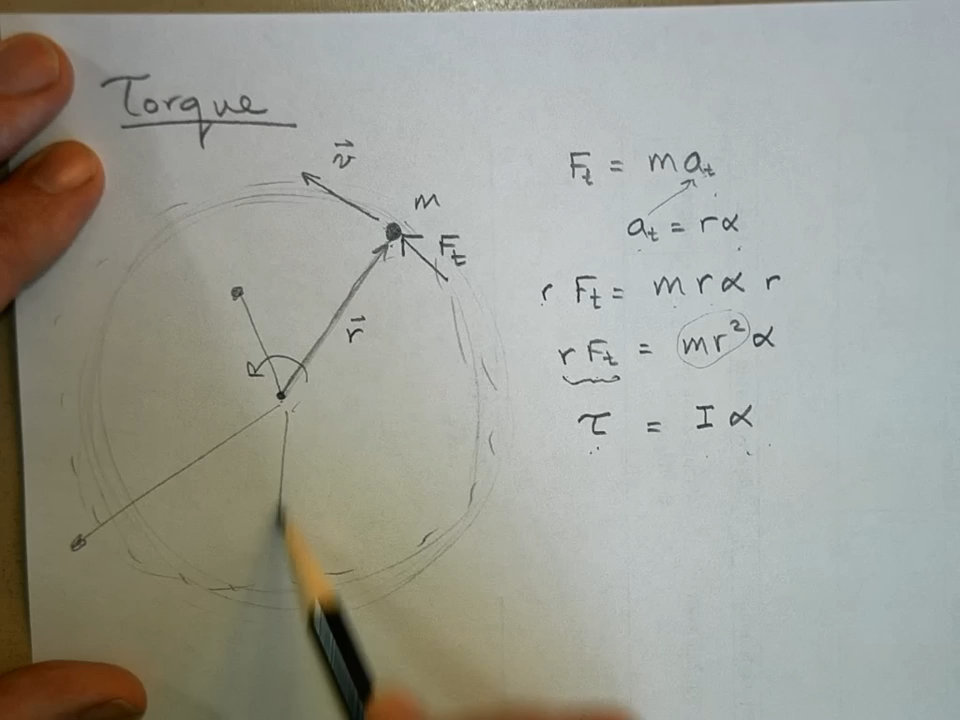 Torque
v⃗
m
F_t
r⃗
F_t = m a_t
a_t = r α
r F_t = m r α r
r F_t = m r² α
τ = I α